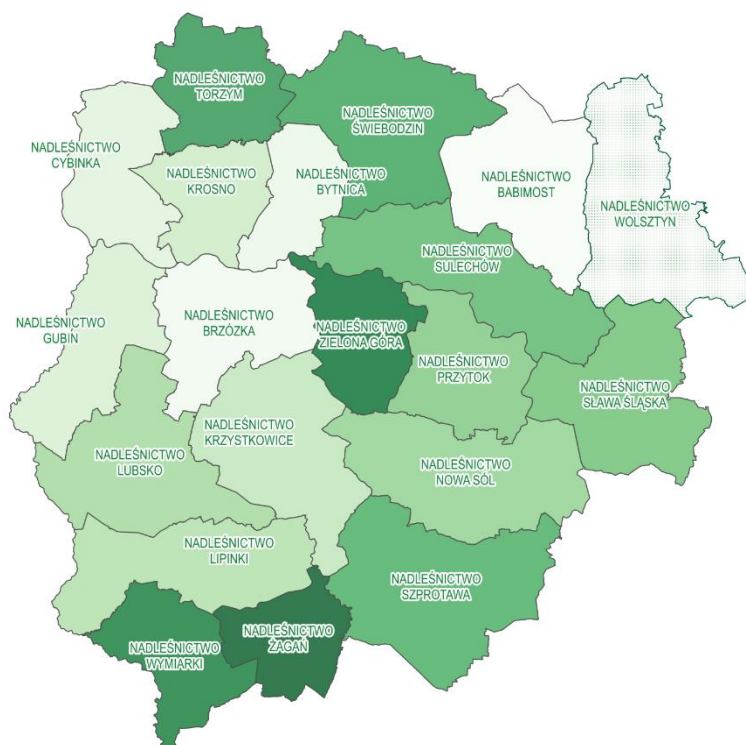 NADLEŚNICTWO
TORZYM
NADLEŚNICTWO
ŚWIEBODZIN
NADLEŚNICTWO
CYBINKA
NADLEŚNICTWO
KROSNO
NADLEŚNICTWO
BYTNICA
NADLEŚNICTWO
BABIMOST
NADLEŚNICTWO
WOLSZTYN
NADLEŚNICTWO
SULECHÓW
NADLEŚNICTWO
GUBIN
NADLEŚNICTWO
BRZÓZKA
NADLEŚNICTWO
ZIELONA GÓRA
NADLEŚNICTWO
PRZYTOK
NADLEŚNICTWO
SŁAWA ŚLĄSKA
NADLEŚNICTWO
KRZYSTKOWICE
NADLEŚNICTWO
LUBSKO
NADLEŚNICTWO
NOWA SÓL
NADLEŚNICTWO
LIPINKI
NADLEŚNICTWO
SZPROTAWA
NADLEŚNICTWO
WYMIARKI
NADLEŚNICTWO
ŻAGAŃ